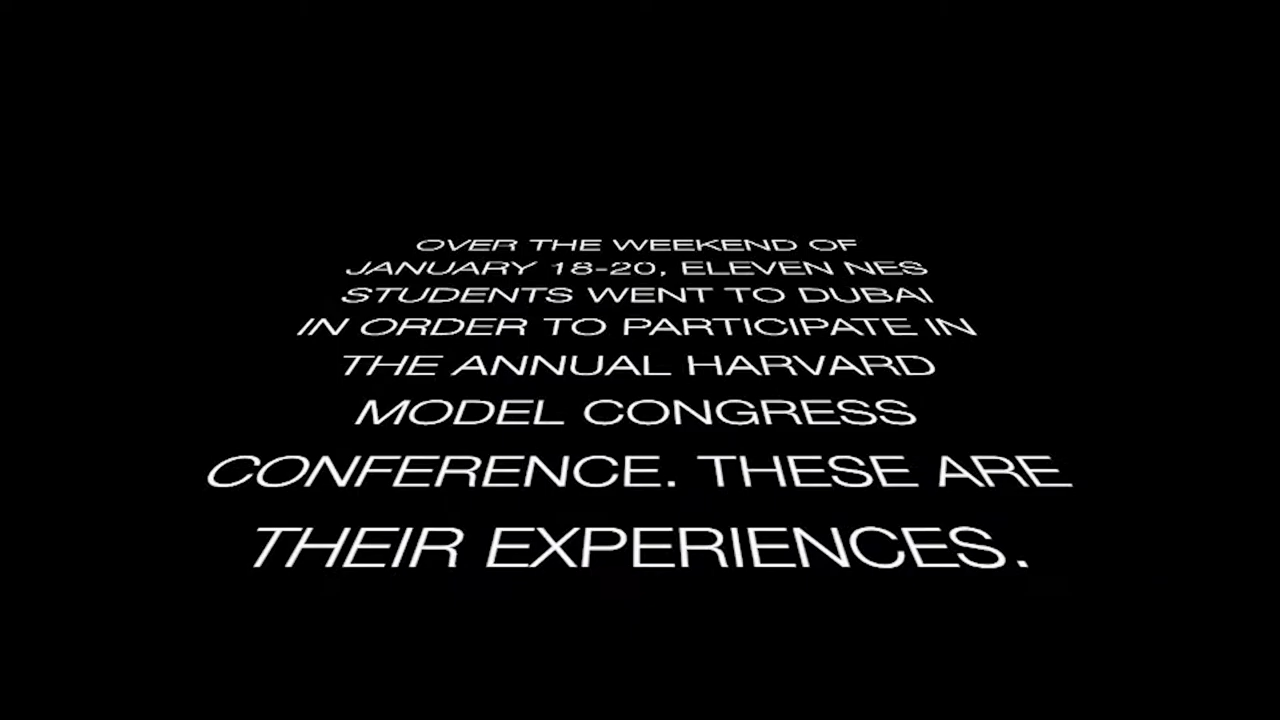 OVER THE WEEKEND OF
JANUARY 18-20, ELEVEN NES
STUDENTS WENT TO DUBAI
IN ORDER TO PARTICIPATE IN
THE ANNUAL HARVARD
MODEL CONGRESS
CONFERENCE. THESE ARE
THEIR EXPERIENCES.